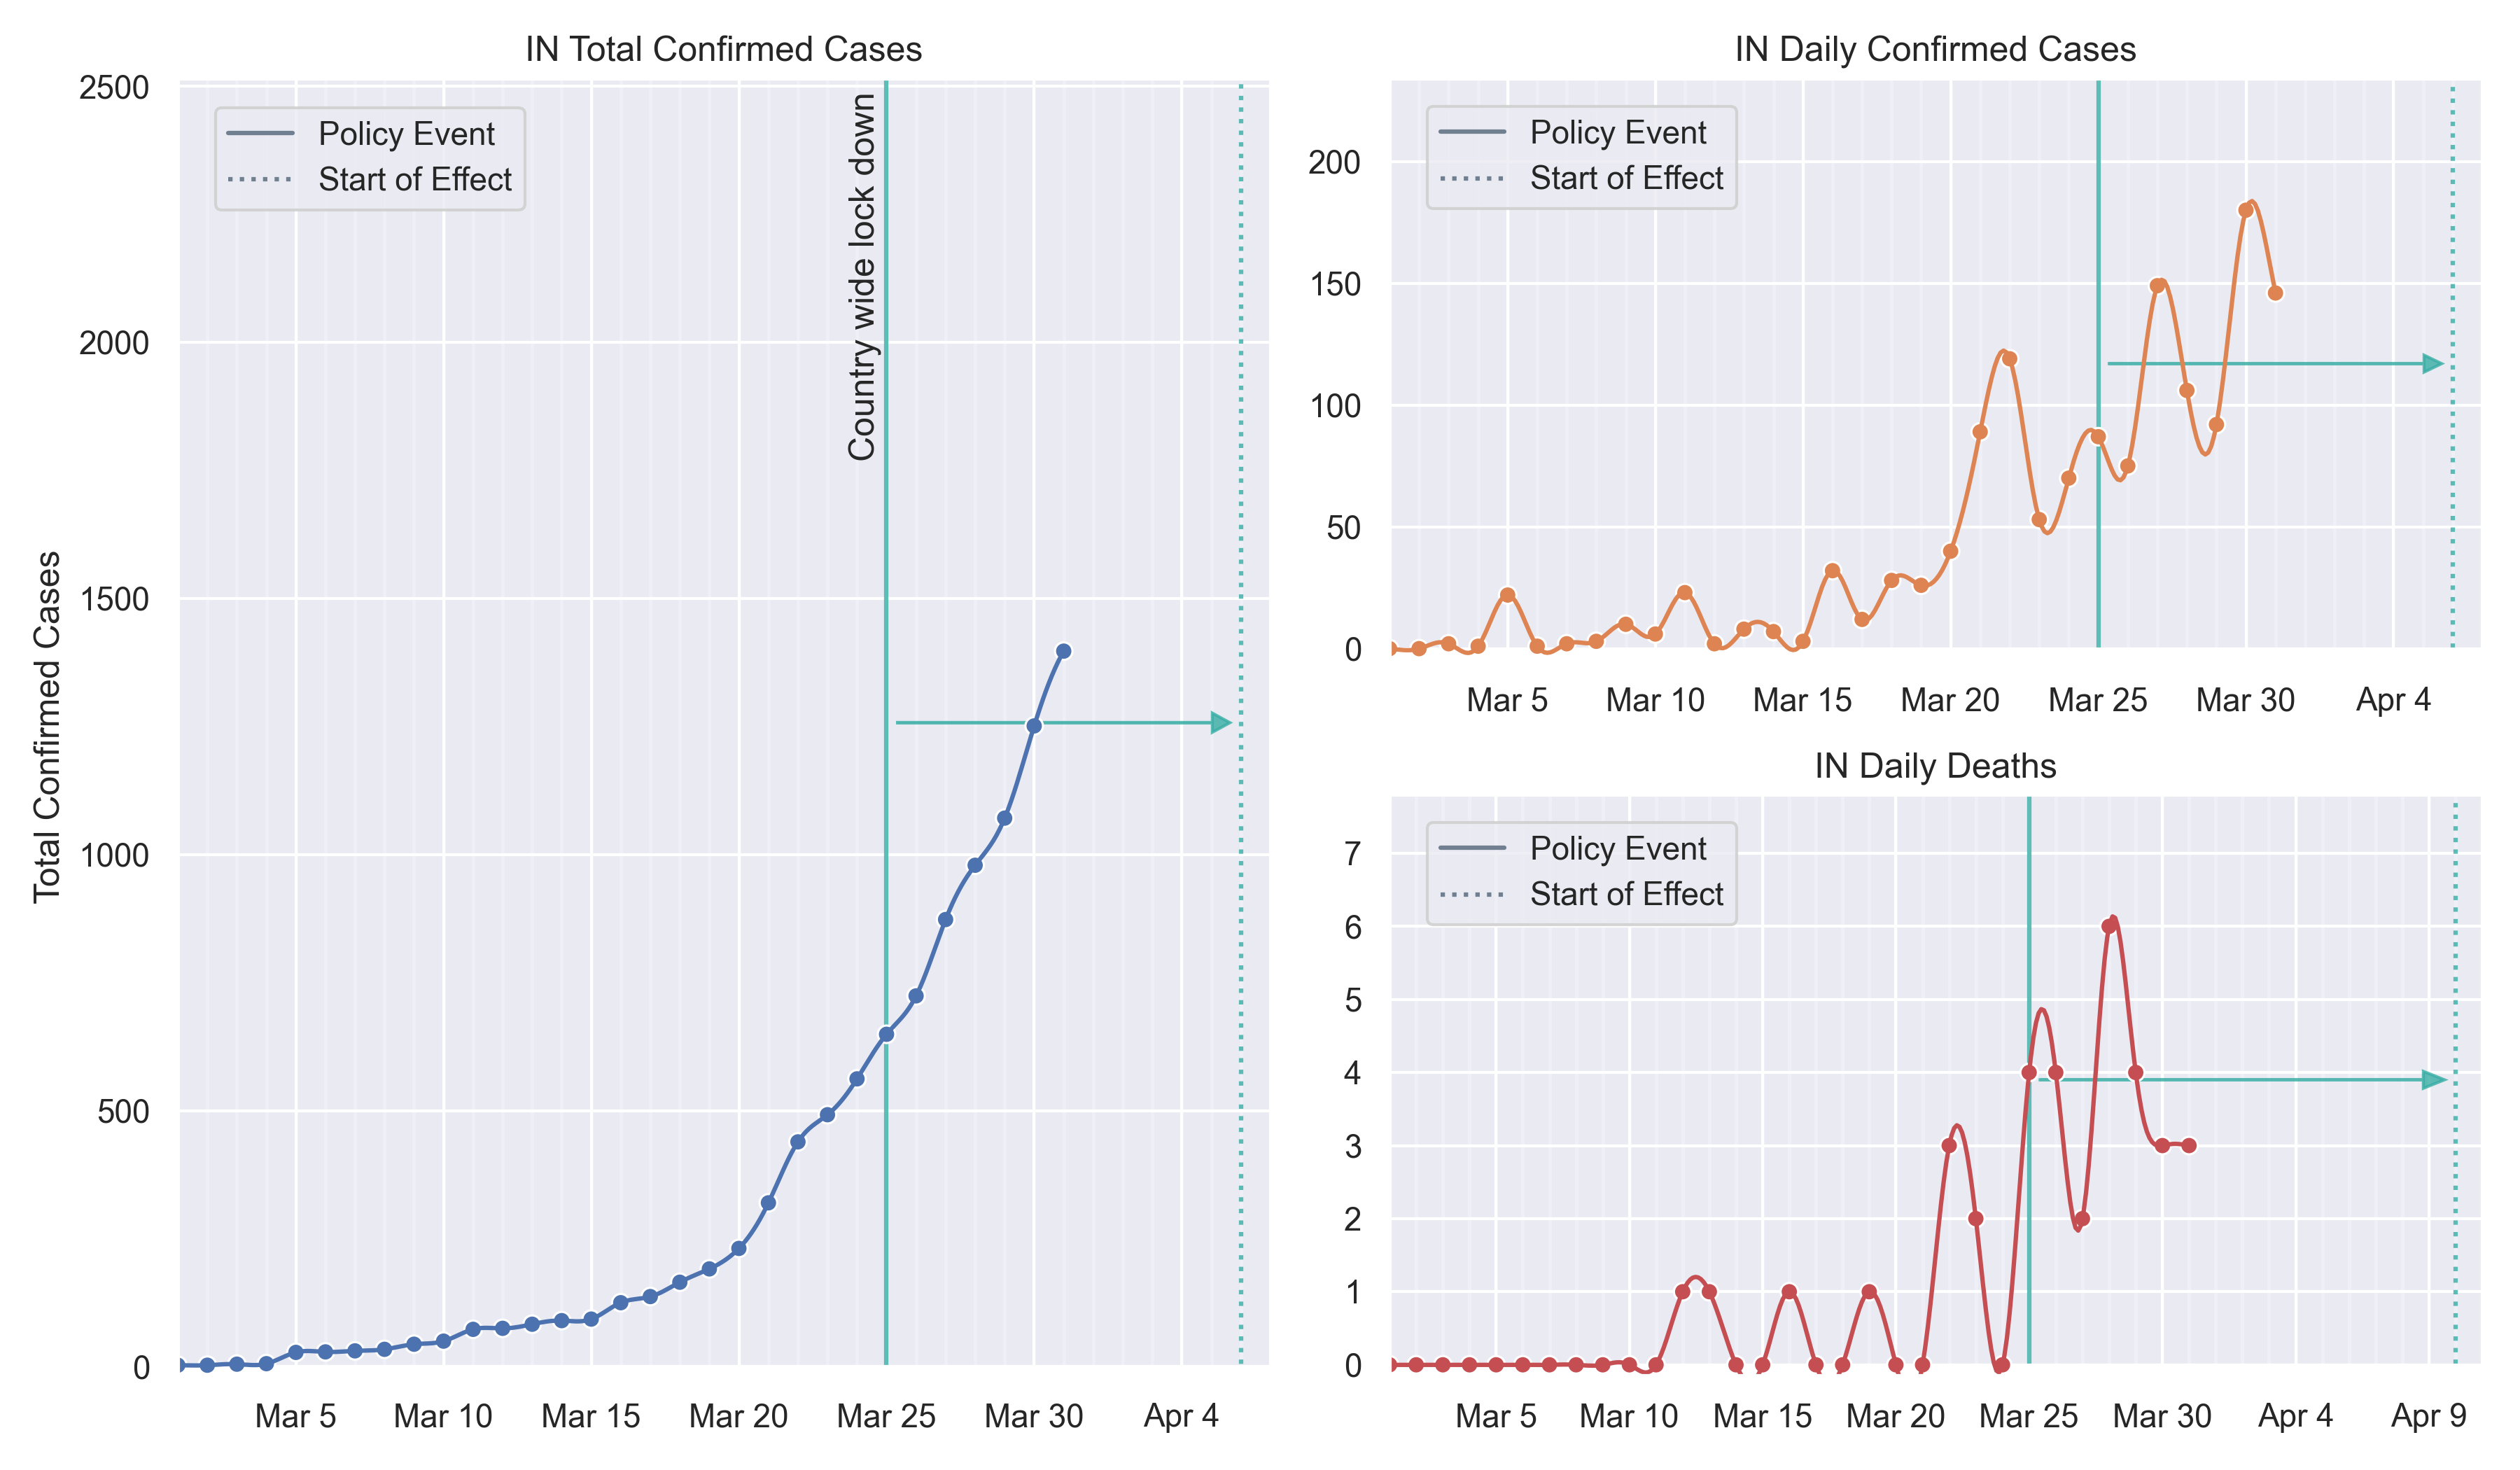 IN Total Confirmed Cases
Total Confirmed Cases
2500
2000
1500
1000
500
0
Policy Event
Start of Effect
Country wide lock down
Mar 5
Mar 10
Mar 15
Mar 20
Mar 25
Mar 30
Apr 4
IN Daily Confirmed Cases
200
150
100
50
0
Policy Event
Start of Effect
Mar 5
Mar 10
Mar 15
Mar 20
Mar 25
Mar 30
Apr 4
IN Daily Deaths
7
6
5
4
3
2
1
0
Policy Event
Start of Effect
Mar 5
Mar 10
Mar 15
Mar 20
Mar 25
Mar 30
Apr 4
Apr 9